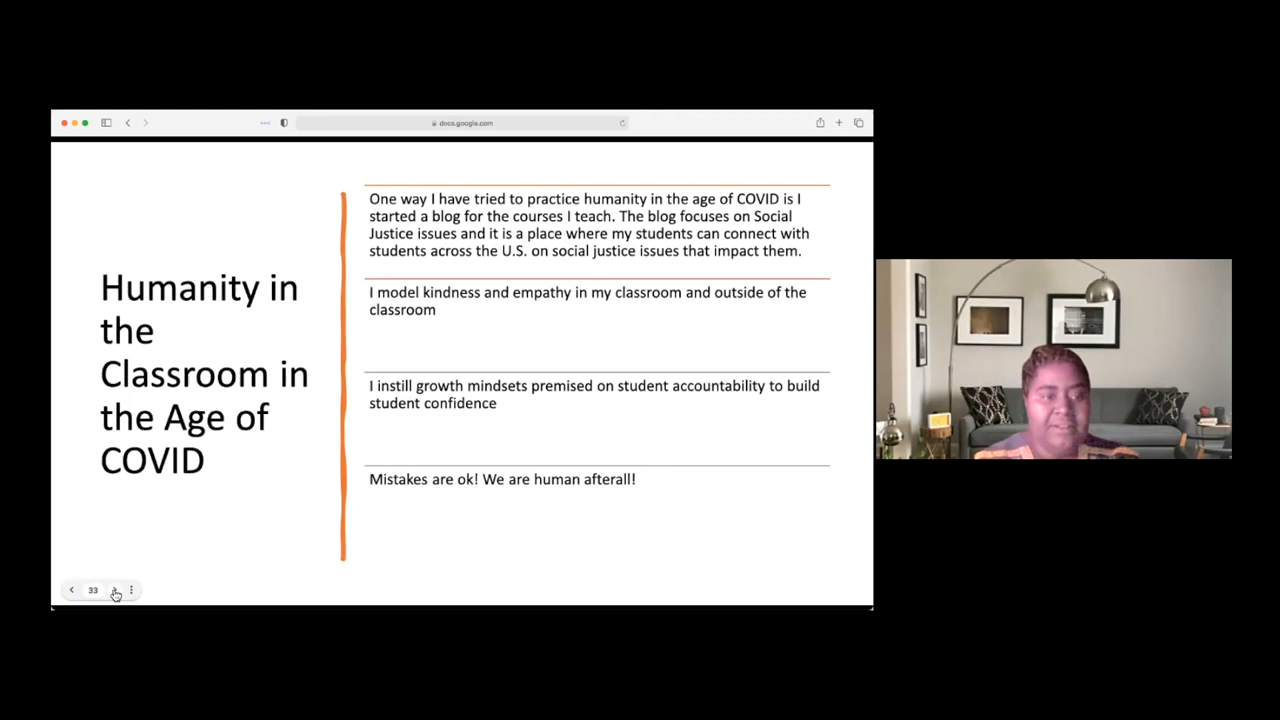 docs.google.com
Humanity in
the
Classroom in
the Age of
COVID
One way I have tried to practice humanity in the age of COVID is I
started a blog for the courses I teach. The blog focuses on Social
Justice issues and it is a place where my students can connect with
students across the U.S. on social justice issues that impact them.
I model kindness and empathy in my classroom and outside of the
classroom
I instill growth mindsets premised on student accountability to build
student confidence
Mistakes are ok! We are human afterall!
33